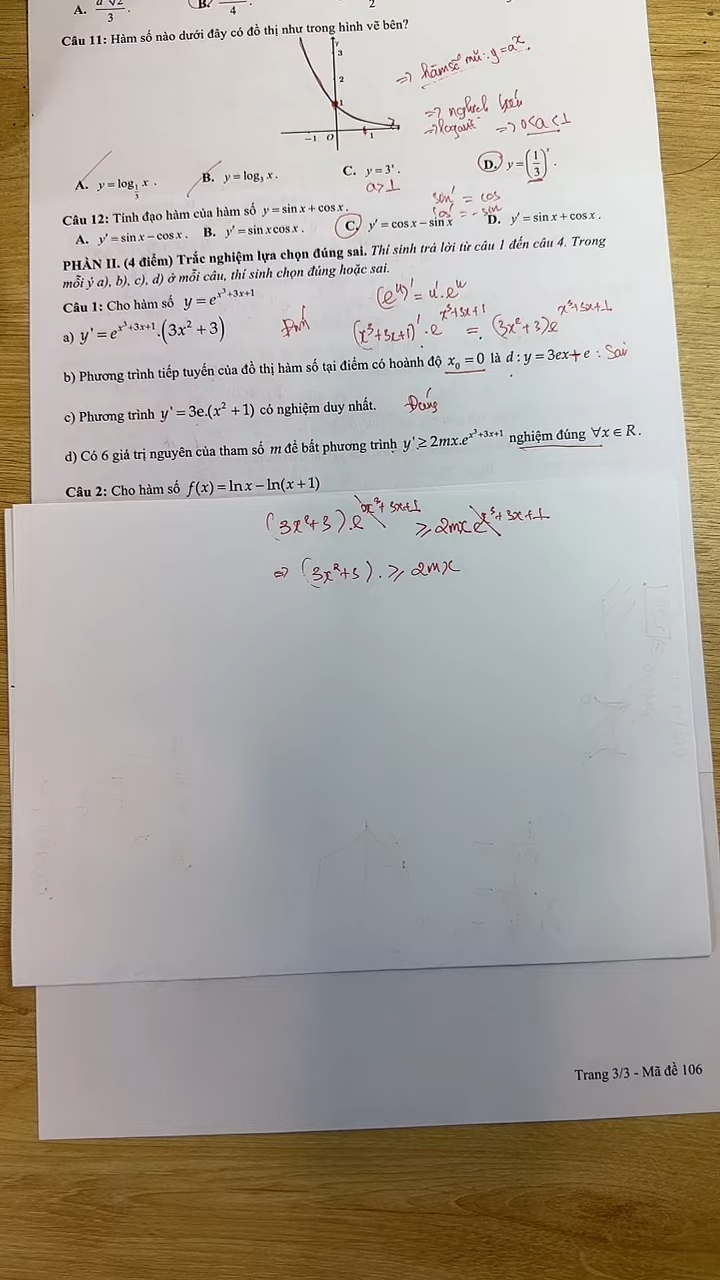 A. a√2/3 . B. 4 2
Câu 11: Hàm số nào dưới đây có đồ thị như trong hình vẽ bên?
y
3
2
1
-1 O 1
=> hàm số mũ: y=a^x.
=> nghịch biến
=> 0<a<1
A. y = log_{1/3} x . B. y = log_3 x . C. y = 3^x . D. y = (1/3)^x .
a>1
Câu 12: Tính đạo hàm của hàm số y = sin x + cos x .
sin' = cos
cos' = -sin
A. y' = sin x − cos x . B. y' = sin x cos x . C. y' = cos x − sin x D. y' = sin x + cos x .
PHẦN II. (4 điểm) Trắc nghiệm lựa chọn đúng sai. Thí sinh trả lời từ câu 1 đến câu 4. Trong
mỗi ý a), b), c), d) ở mỗi câu, thí sinh chọn đúng hoặc sai.
Câu 1: Cho hàm số y = e^{x^3+3x+1}
(e^u)' = u'.e^u
a) y' = e^{x^3+3x+1}.(3x^2 + 3) (x^3+3x+1)'.e^{x^3+3x+1} = (3x^2+3)e^{x^3+3x+1}
b) Phương trình tiếp tuyến của đồ thị hàm số tại điểm có hoành độ x_0 = 0 là d : y = 3ex + e : Sai
c) Phương trình y' = 3e.(x^2 + 1) có nghiệm duy nhất. Đúng
d) Có 6 giá trị nguyên của tham số m để bất phương trình y' ≥ 2mx.e^{x^3+3x+1} nghiệm đúng ∀x ∈ R .
Câu 2: Cho hàm số f(x) = ln x − ln(x + 1)
(3x^2+3).e^{x^3+3x+1} ≥ 2mx e^{x^3+3x+1}
=> (3x^2+3). ≥ 2mx
Trang 3/3 - Mã đề 106